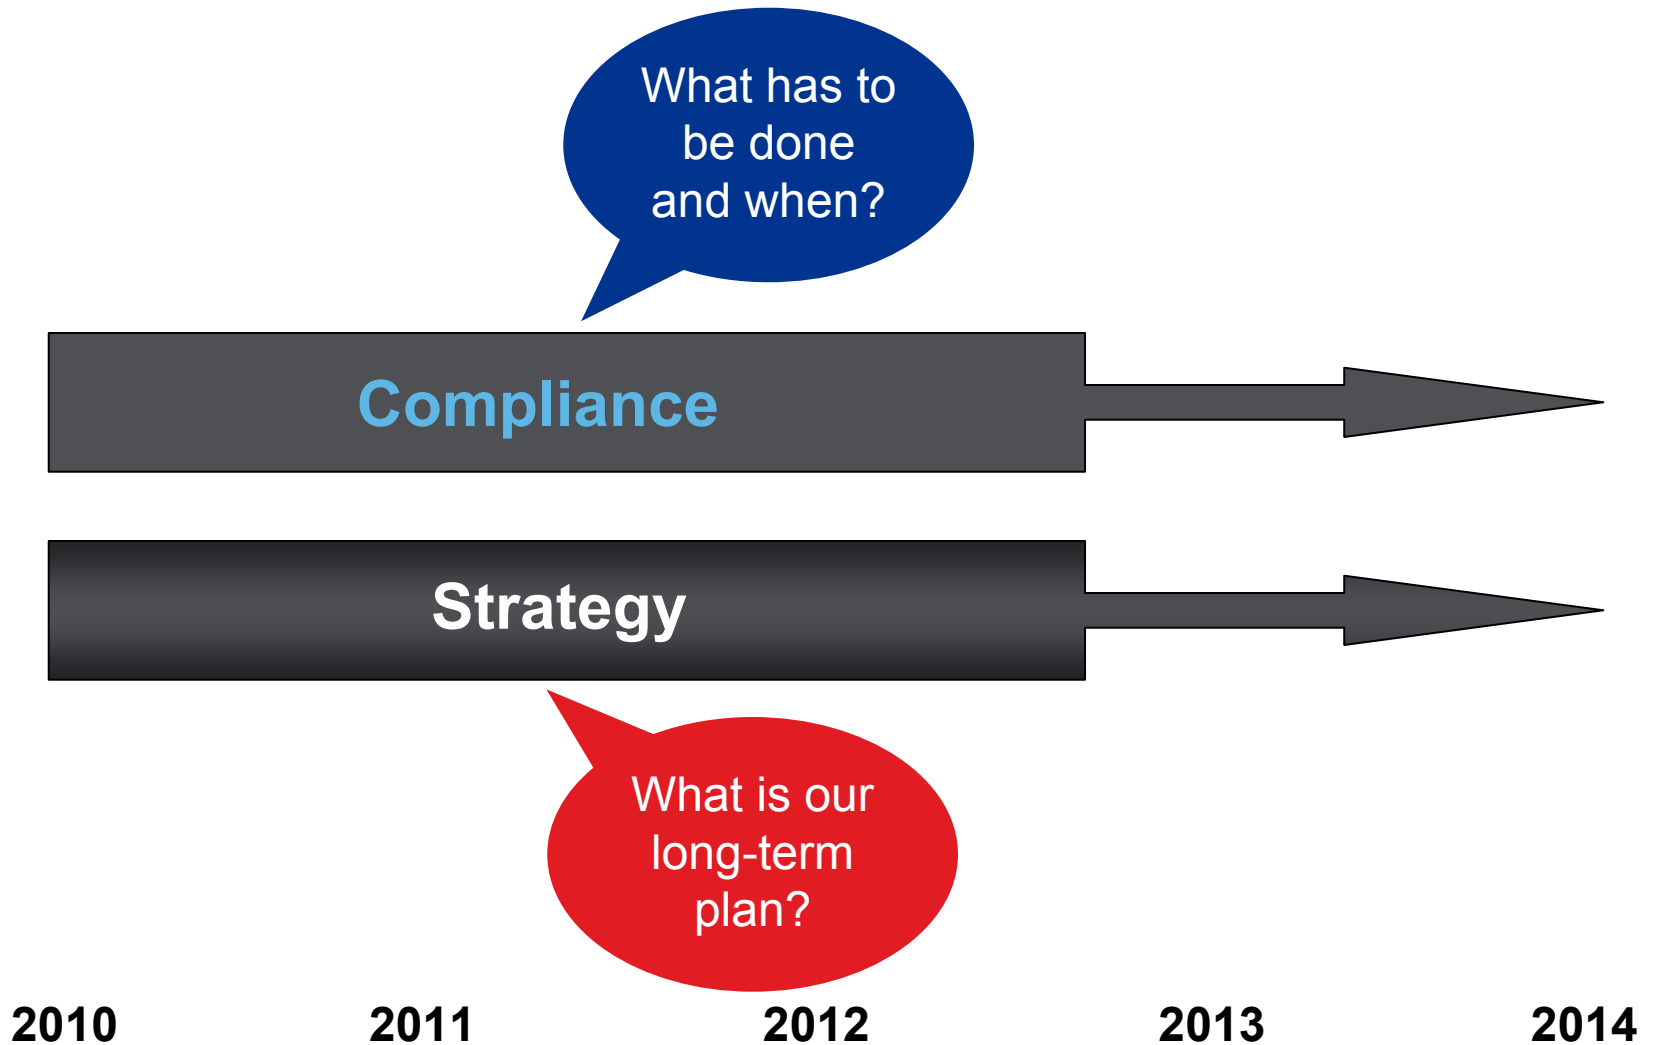 What has to
be done
and when?
Compliance
Strategy
What is our
long-term
plan?
2010 2011 2012 2013 2014